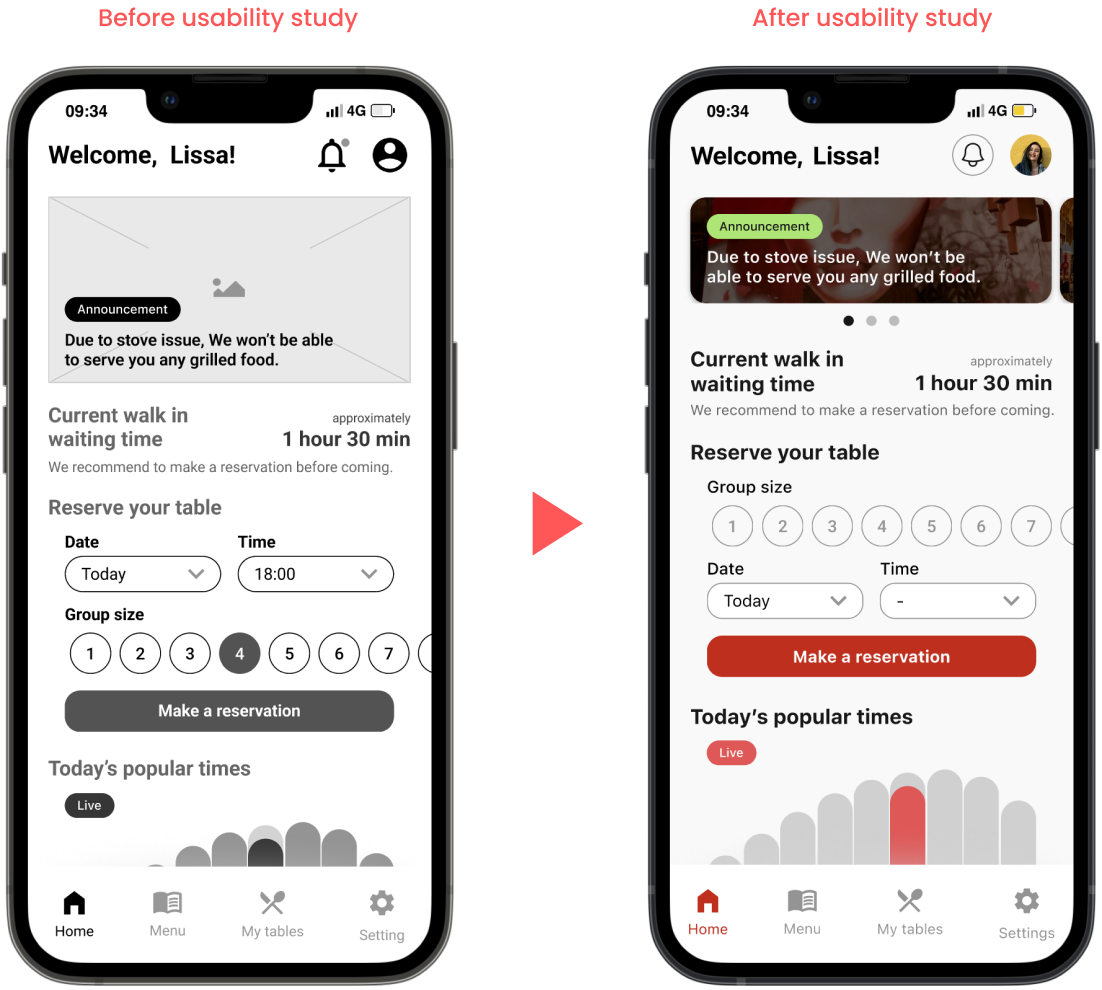 Before usability study
09:34
4G
Welcome, Lissa!
Announcement
Due to stove issue, We won't be able
to serve you any grilled food.
Current walk in
waiting time
approximately
1 hour 30 min
We recommend to make a reservation before coming.
Reserve your table
Date
Time
Today
18:00
Group size
1 2 3 4 5 6 7
Make a reservation
Today's popular times
Live
Home
Menu
My tables
Setting
After usability study
09:34
4G
Welcome, Lissa!
Announcement
Due to stove issue, We won't be
able to serve you any grilled food.
Current walk in
waiting time
approximately
1 hour 30 min
We recommend to make a reservation before coming.
Reserve your table
Group size
1 2 3 4 5 6 7
Date
Time
Today
-
Make a reservation
Today's popular times
Live
Home
Menu
My tables
Settings